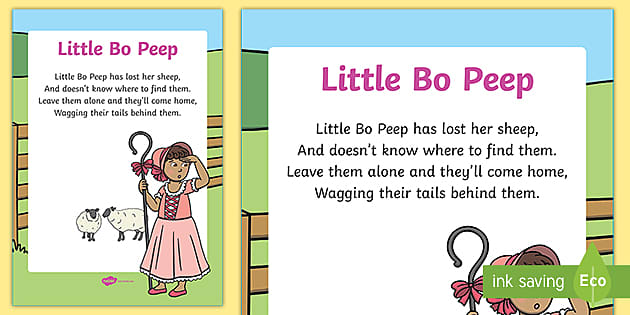 Little Bo Peep
Little Bo Peep has lost her sheep,
And doesn't know where to find them.
Leave them alone and they'll come home,
Wagging their tails behind them.
Little Bo Peep
Little Bo Peep has lost her sheep,
And doesn't know where to find them.
Leave them alone and they'll come home,
Wagging their tails behind them.
ink saving
Eco